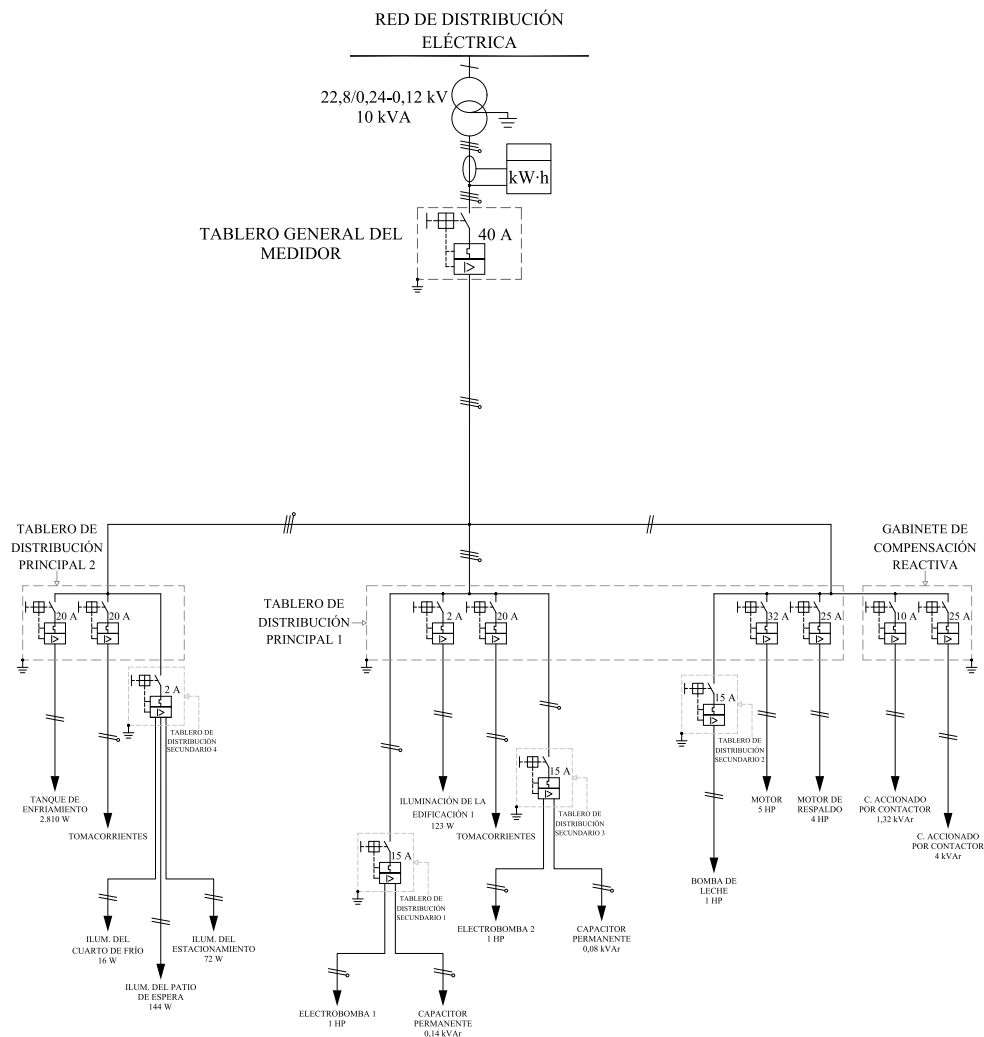 RED DE DISTRIBUCIÓN
ELÉCTRICA
22,8/0,24-0,12 kV
10 kVA
kW·h
TABLERO GENERAL DEL
MEDIDOR
40 A
TABLERO DE
DISTRIBUCIÓN
PRINCIPAL 2
20 A
20 A
2 A
TABLERO DE
DISTRIBUCIÓN
SECUNDARIO 4
TANQUE DE
ENFRIAMIENTO
2.810 W
TOMACORRIENTES
ILUM. DEL
CUARTO DE FRÍO
16 W
ILUM. DEL PATIO
DE ESPERA
144 W
ILUM. DEL
ESTACIONAMIENTO
72 W
TABLERO DE
DISTRIBUCIÓN
PRINCIPAL 1
2 A
20 A
15 A
TABLERO DE
DISTRIBUCIÓN
SECUNDARIO 1
ILUMINACIÓN DE LA
EDIFICACIÓN 1
123 W
TOMACORRIENTES
15 A
TABLERO DE
DISTRIBUCIÓN
SECUNDARIO 3
ELECTROBOMBA 2
1 HP
CAPACITOR
PERMANENTE
0,08 kVAr
ELECTROBOMBA 1
1 HP
CAPACITOR
PERMANENTE
0,14 kVAr
32 A
25 A
15 A
TABLERO DE
DISTRIBUCIÓN
SECUNDARIO 2
BOMBA DE
LECHE
1 HP
MOTOR
5 HP
MOTOR DE
RESPALDO
4 HP
GABINETE DE
COMPENSACIÓN
REACTIVA
10 A
25 A
C. ACCIONADO
POR CONTACTOR
1,32 kVAr
C. ACCIONADO
POR CONTACTOR
4 kVAr